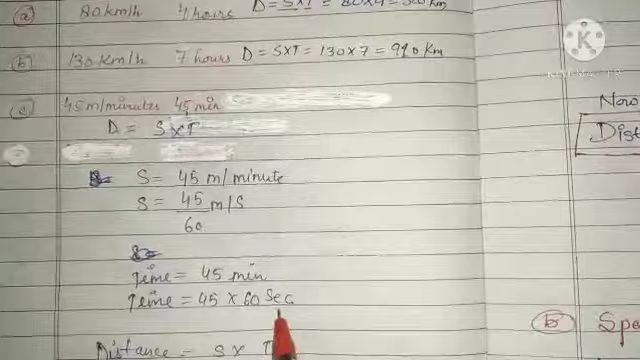 (a) 80km/h 4 hours D = S×T = 80×4 = 320 km
(b) 130 km/h 7 hours D = S×T = 130×7 = 910 Km
(c) 45 m/minutes 45 min
D = S×T
S = 45 m/minute
S = 45 m/s
60
Time = 45 min
Time = 45 × 60 Sec
Distance = S×
Now
Dist
(b)
K